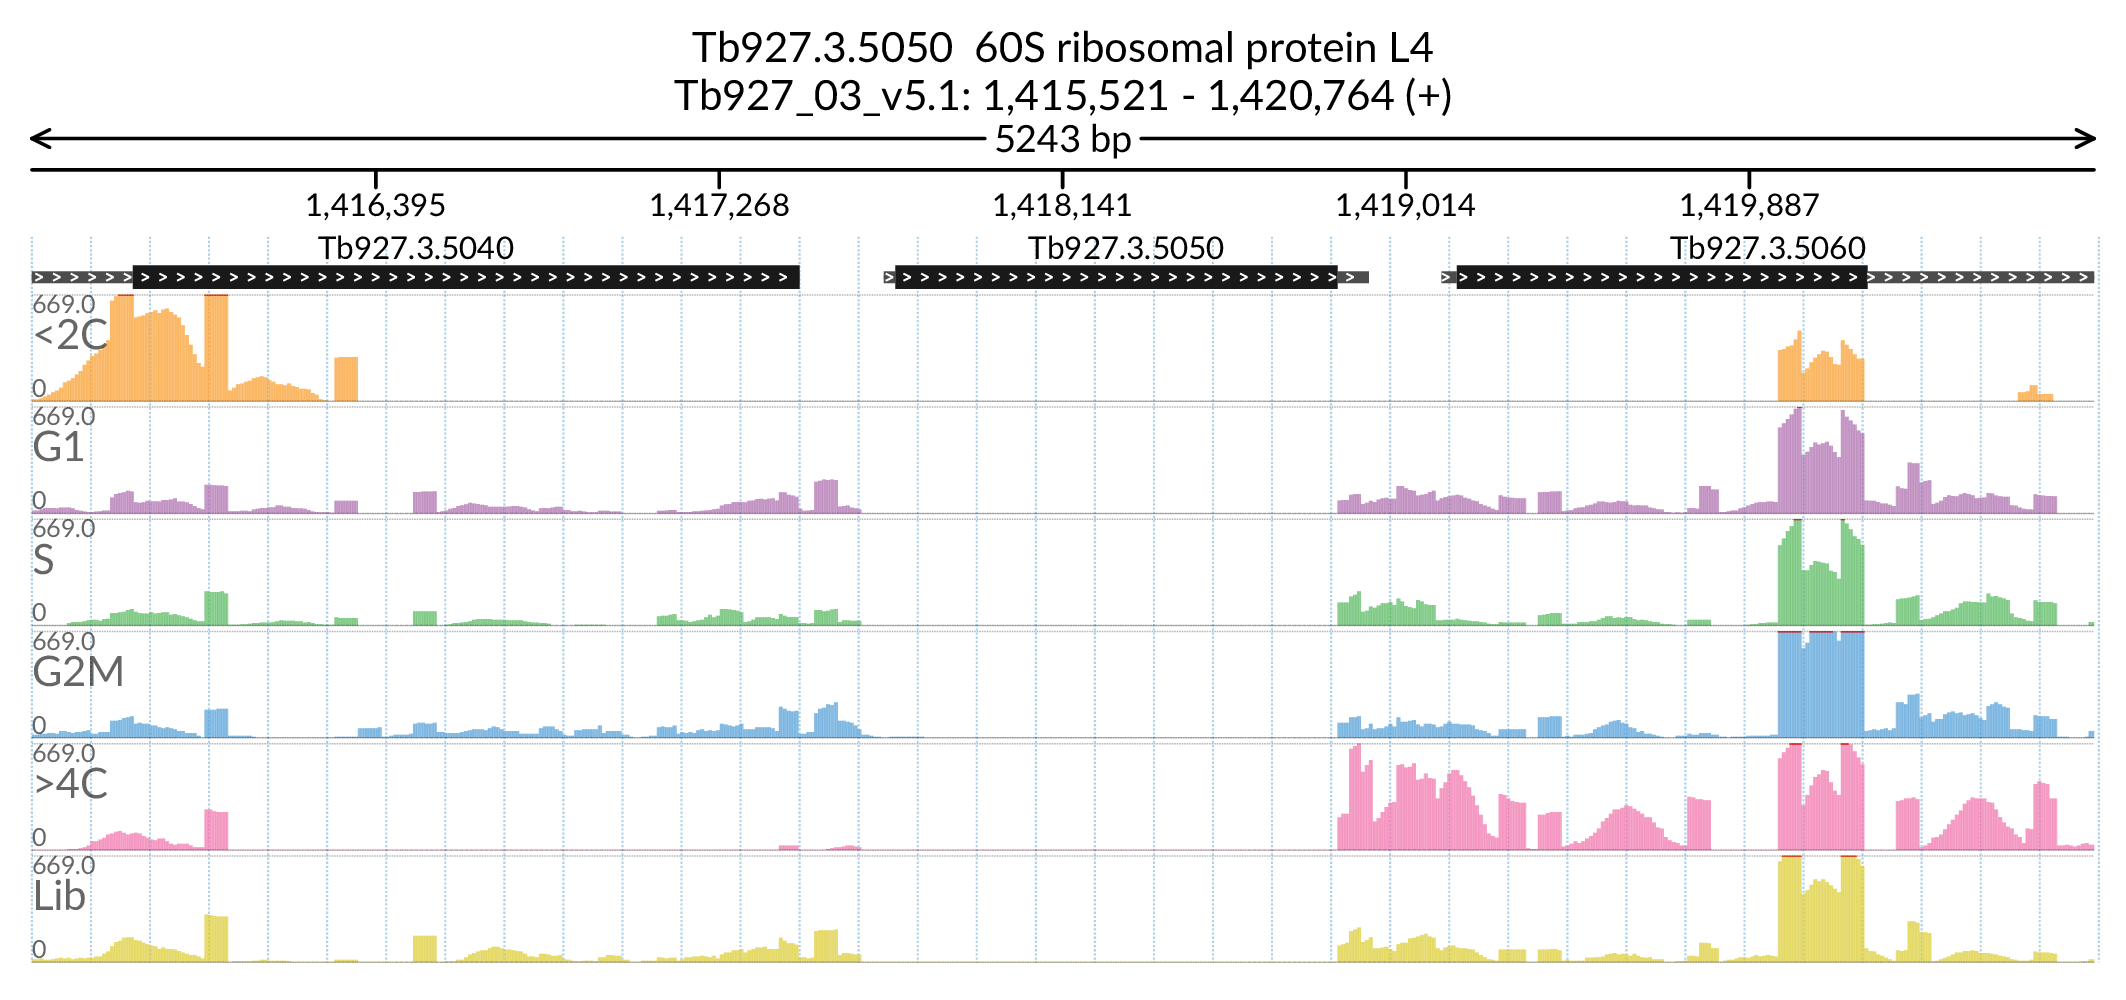 Tb927.3.5050  60S ribosomal protein L4
Tb927_03_v5.1: 1,415,521 - 1,420,764 (+)
5243 bp
1,416,395 1,417,268 1,418,141 1,419,014 1,419,887
Tb927.3.5040 Tb927.3.5050 Tb927.3.5060
669.0
<2C
0
669.0
G1
0
669.0
S
0
669.0
G2M
0
669.0
>4C
0
669.0
Lib
0